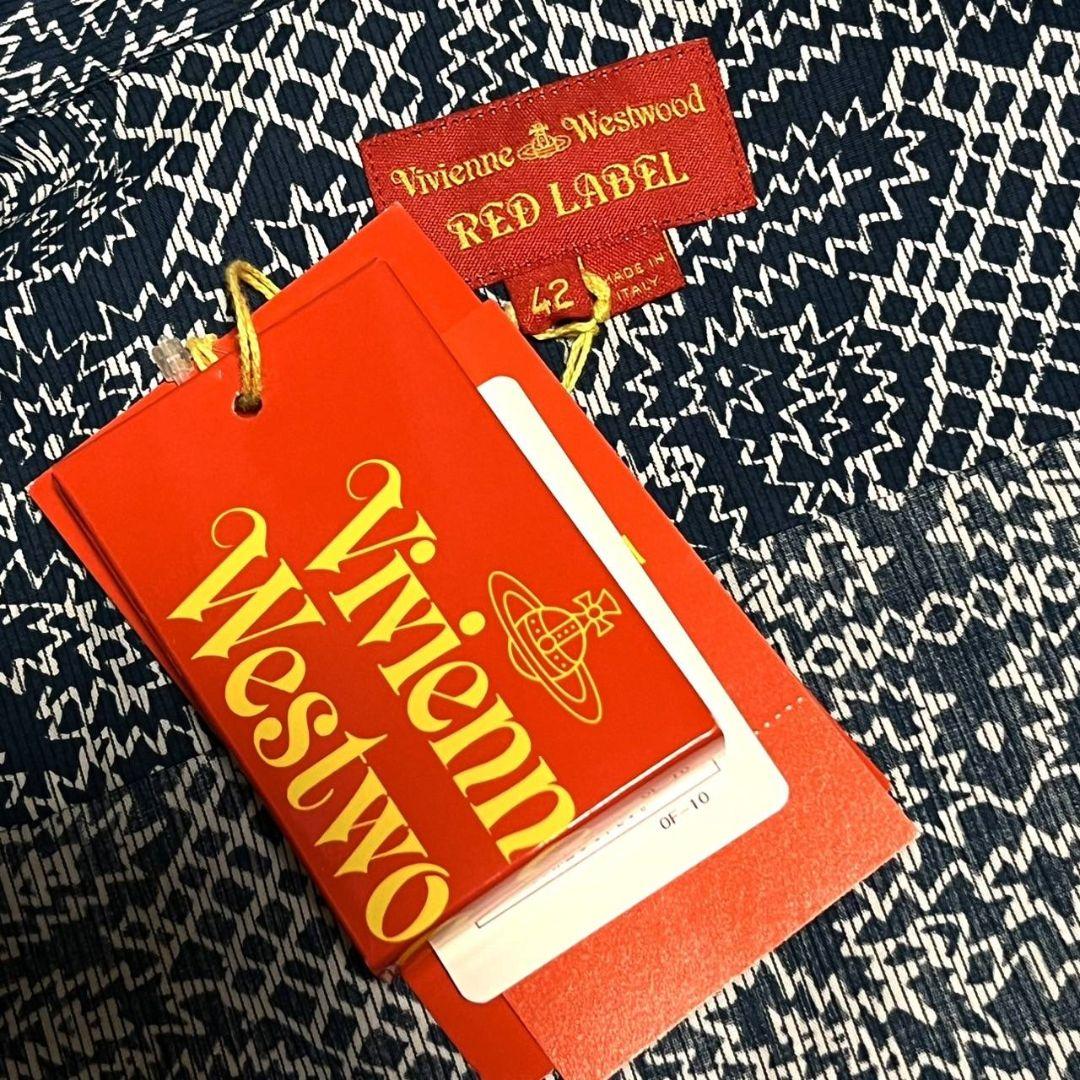 Vivienne Westwood
RED LABEL
42
MADE IN
ITALY
Vivienn
Westwo
OF-10